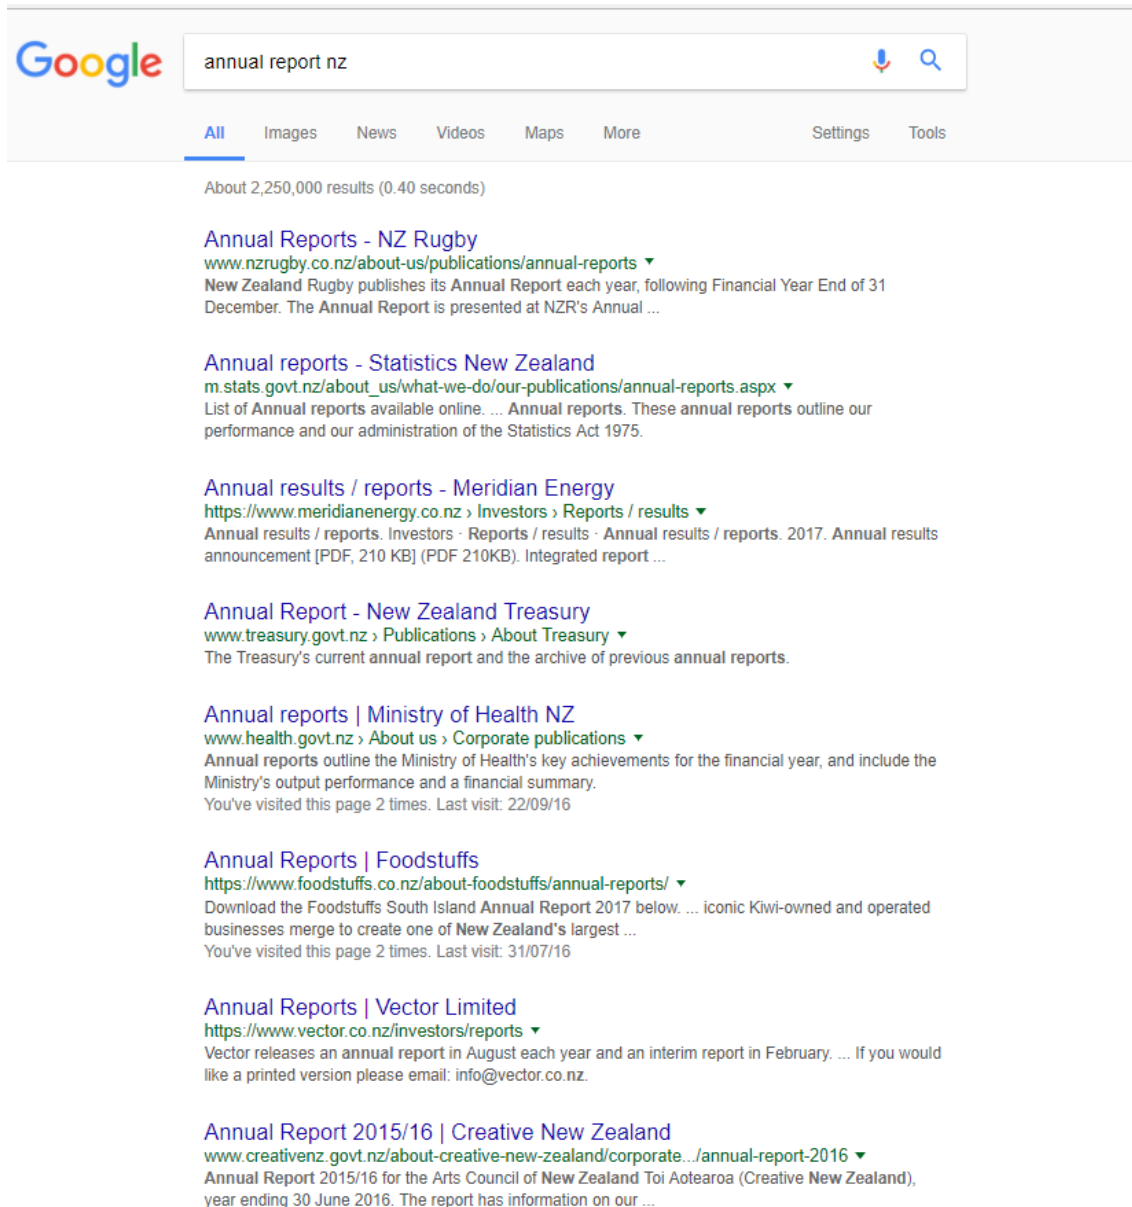 Google
annual report nz
All Images News Videos Maps More Settings Tools
About 2,250,000 results (0.40 seconds)
Annual Reports - NZ Rugby
www.nzrugby.co.nz/about-us/publications/annual-reports ▼
New Zealand Rugby publishes its Annual Report each year, following Financial Year End of 31
December. The Annual Report is presented at NZR's Annual ...
Annual reports - Statistics New Zealand
m.stats.govt.nz/about_us/what-we-do/our-publications/annual-reports.aspx ▼
List of Annual reports available online. ... Annual reports. These annual reports outline our
performance and our administration of the Statistics Act 1975.
Annual results / reports - Meridian Energy
https://www.meridianenergy.co.nz › Investors › Reports / results ▼
Annual results / reports. Investors · Reports / results · Annual results / reports. 2017. Annual results
announcement [PDF, 210 KB] (PDF 210KB). Integrated report ...
Annual Report - New Zealand Treasury
www.treasury.govt.nz › Publications › About Treasury ▼
The Treasury's current annual report and the archive of previous annual reports.
Annual reports | Ministry of Health NZ
www.health.govt.nz › About us › Corporate publications ▼
Annual reports outline the Ministry of Health's key achievements for the financial year, and include the
Ministry's output performance and a financial summary.
You've visited this page 2 times. Last visit: 22/09/16
Annual Reports | Foodstuffs
https://www.foodstuffs.co.nz/about-foodstuffs/annual-reports/ ▼
Download the Foodstuffs South Island Annual Report 2017 below. ... iconic Kiwi-owned and operated
businesses merge to create one of New Zealand's largest ...
You've visited this page 2 times. Last visit: 31/07/16
Annual Reports | Vector Limited
https://www.vector.co.nz/investors/reports ▼
Vector releases an annual report in August each year and an interim report in February. ... If you would
like a printed version please email: info@vector.co.nz.
Annual Report 2015/16 | Creative New Zealand
www.creativenz.govt.nz/about-creative-new-zealand/corporate.../annual-report-2016 ▼
Annual Report 2015/16 for the Arts Council of New Zealand Toi Aotearoa (Creative New Zealand),
year ending 30 June 2016. The report has information on our ...